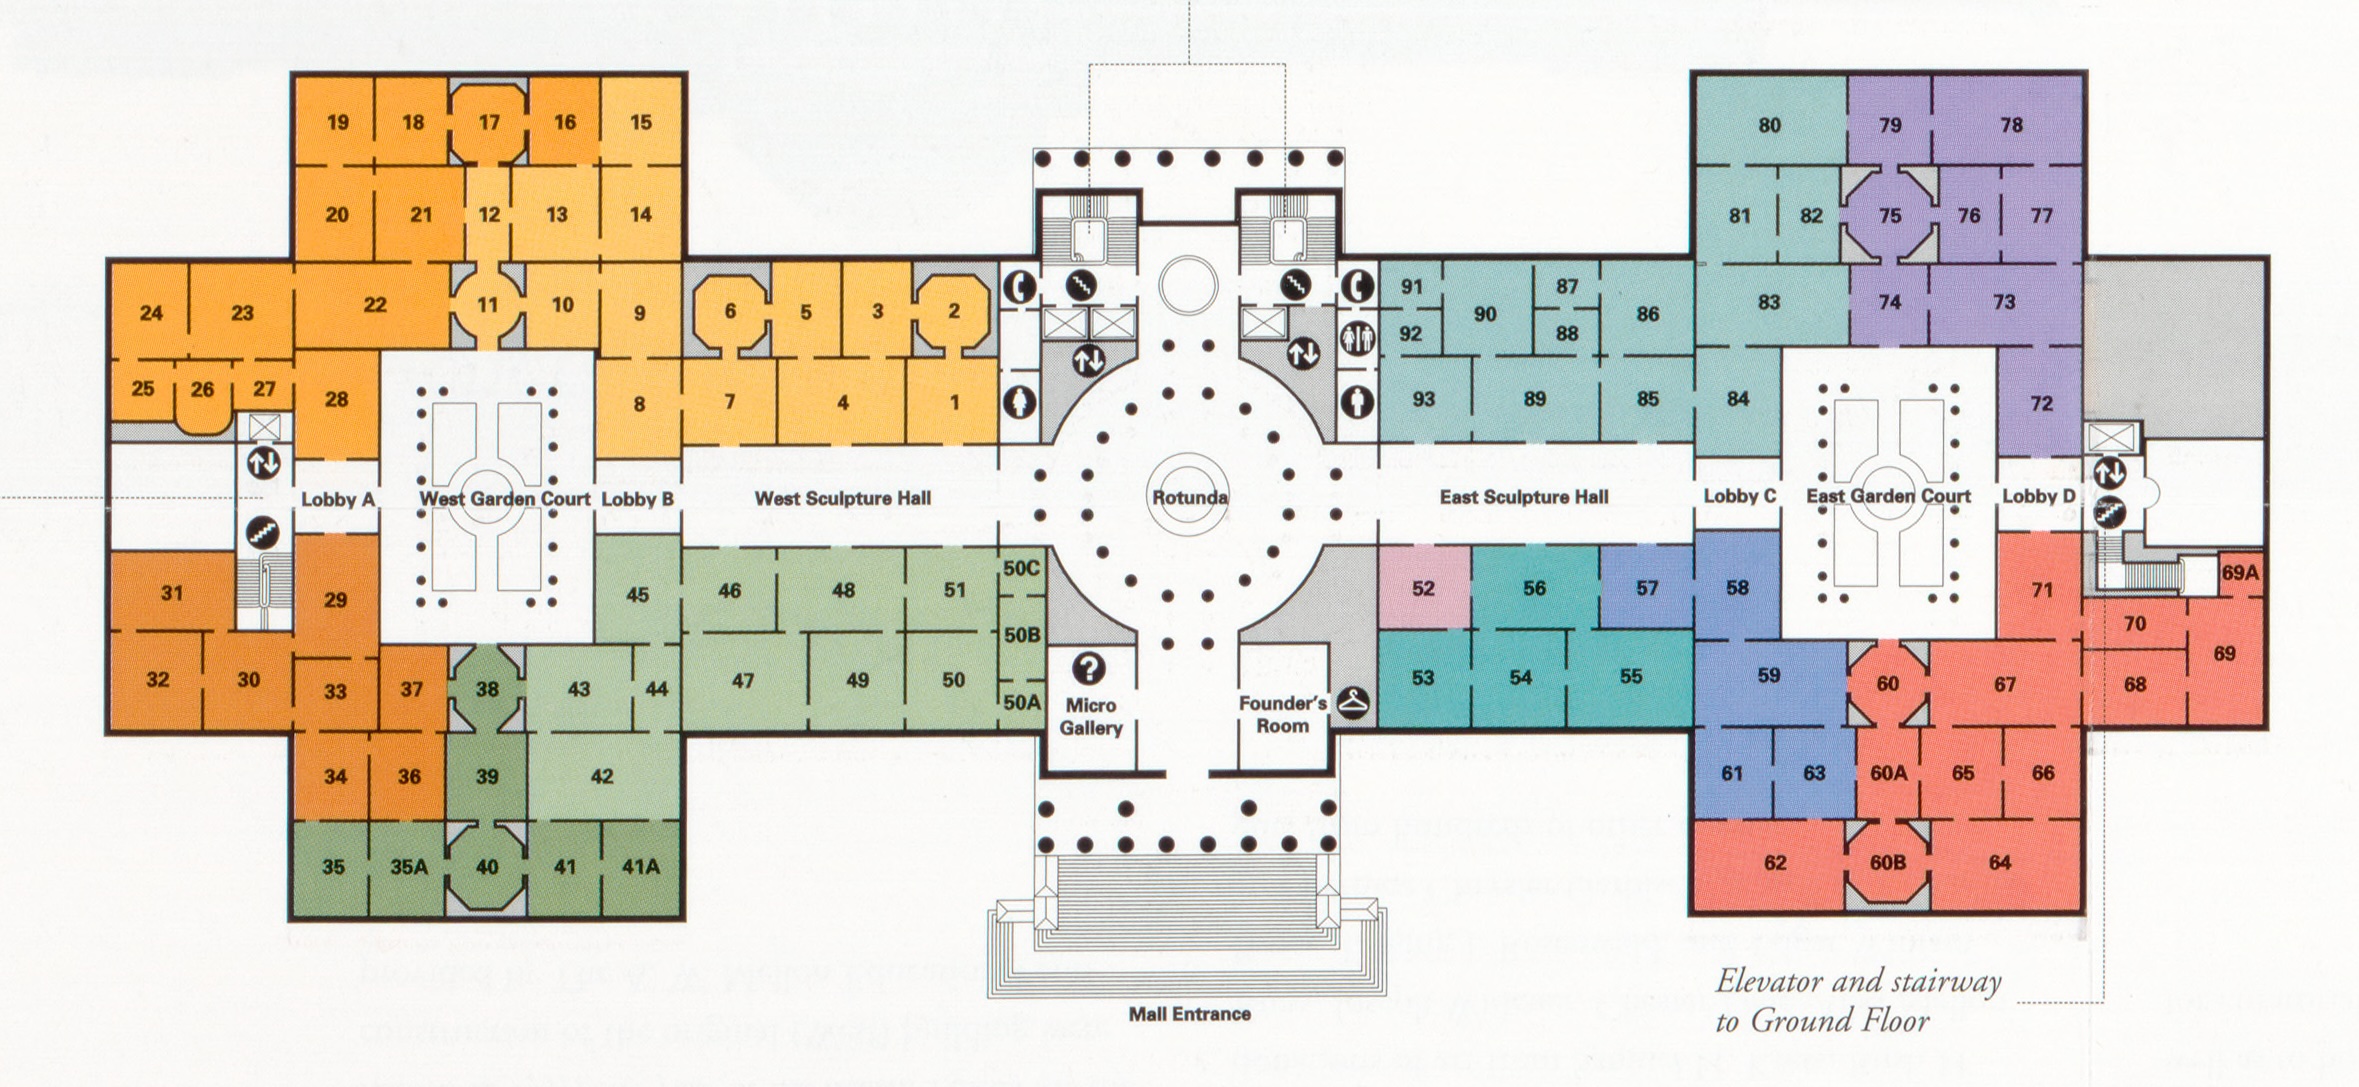 19 18 17 16 15
80 79 78
20 21 12 13 14
81 82 75 76 77
24 23 22 11 10 9 6 5 3 2
91 90 87 86 83 74 73
92 88
25 26 27 28 8 7 4 1
93 89 85 84 72
Lobby A West Garden Court Lobby B West Sculpture Hall Rotunda East Sculpture Hall Lobby C East Garden Court Lobby D
31 29 45 46 48 51 50C
52 56 57 58 71 69A
50B
70
32 30 33 37 38 43 44 47 49 50 50A
53 54 55 59 60 67 68 69
?
Micro
Gallery
Founder's
Room
34 36 39 42
61 63 60A 65 66
35 35A 40 41 41A
62 60B 64
Elevator and stairway
to Ground Floor
Mall Entrance